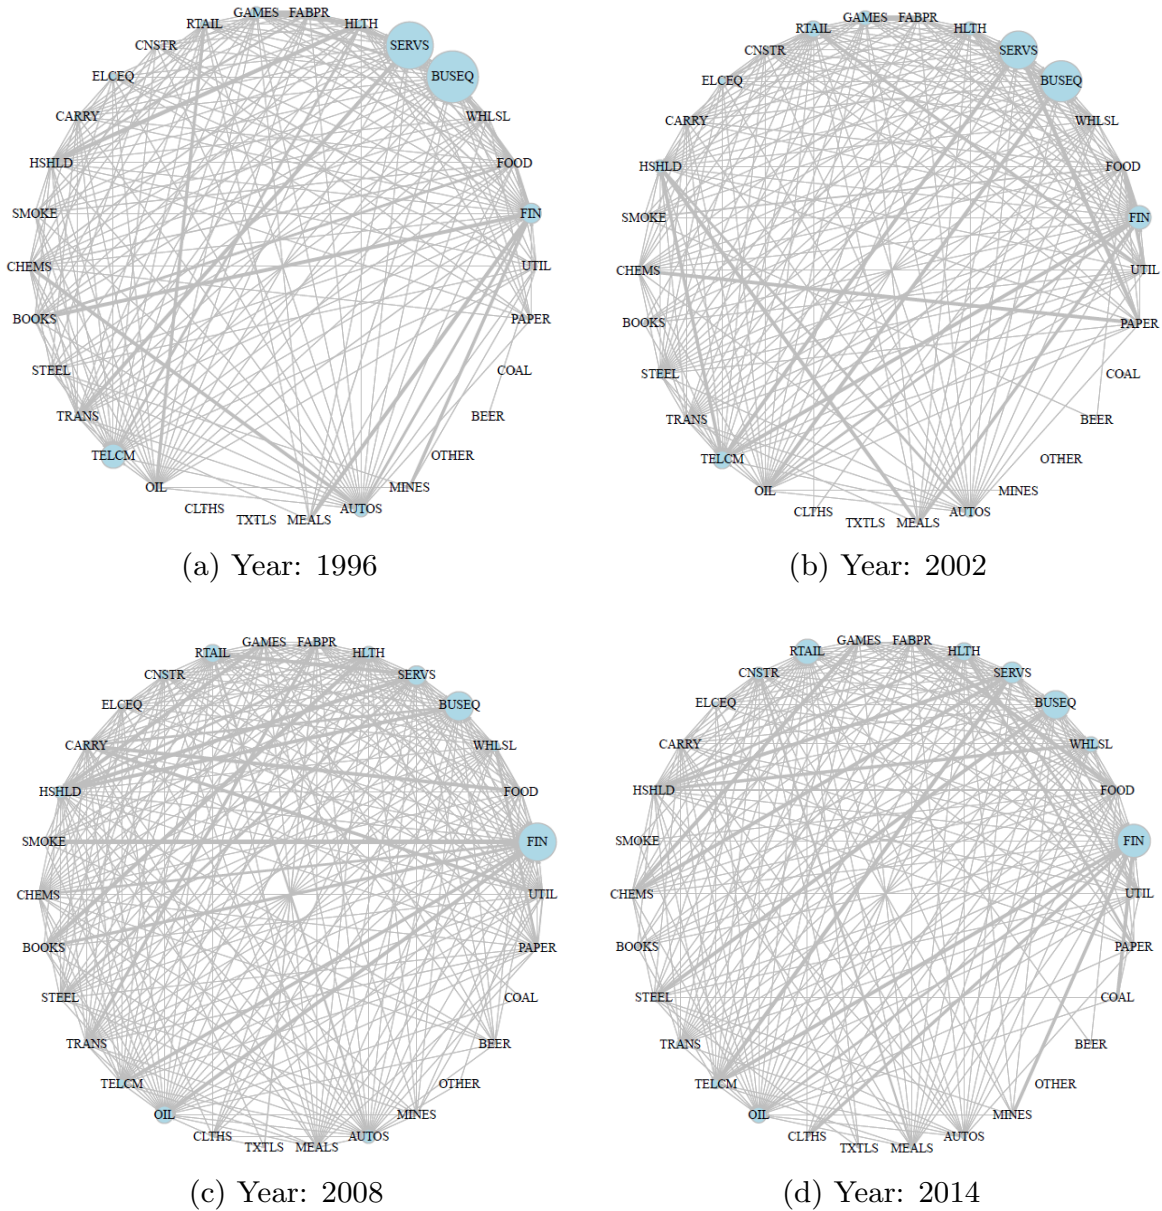 GAMES FABPR
RTAIL HLTH
CNSTR SERVS
ELCEQ BUSEQ
CARRY WHLSL
HSHLD FOOD
SMOKE FIN
CHEMS UTIL
BOOKS PAPER
STEEL COAL
TRANS BEER
TELCM OTHER
OIL MINES
CLTHS AUTOS
TXTLS MEALS
(a) Year: 1996
GAMES FABPR
RTAIL HLTH
CNSTR SERVS
ELCEQ BUSEQ
CARRY WHLSL
HSHLD FOOD
SMOKE FIN
CHEMS UTIL
BOOKS PAPER
STEEL COAL
TRANS BEER
TELCM OTHER
OIL MINES
CLTHS AUTOS
TXTLS MEALS
(b) Year: 2002
GAMES FABPR
RTAIL HLTH
CNSTR SERVS
ELCEQ BUSEQ
CARRY WHLSL
HSHLD FOOD
SMOKE FIN
CHEMS UTIL
BOOKS PAPER
STEEL COAL
TRANS BEER
TELCM OTHER
OIL MINES
CLTHS AUTOS
TXTLS MEALS
(c) Year: 2008
GAMES FABPR
RTAIL HLTH
CNSTR SERVS
ELCEQ BUSEQ
CARRY WHLSL
HSHLD FOOD
SMOKE FIN
CHEMS UTIL
BOOKS PAPER
STEEL COAL
TRANS BEER
TELCM OTHER
OIL MINES
CLTHS AUTOS
TXTLS MEALS
(d) Year: 2014